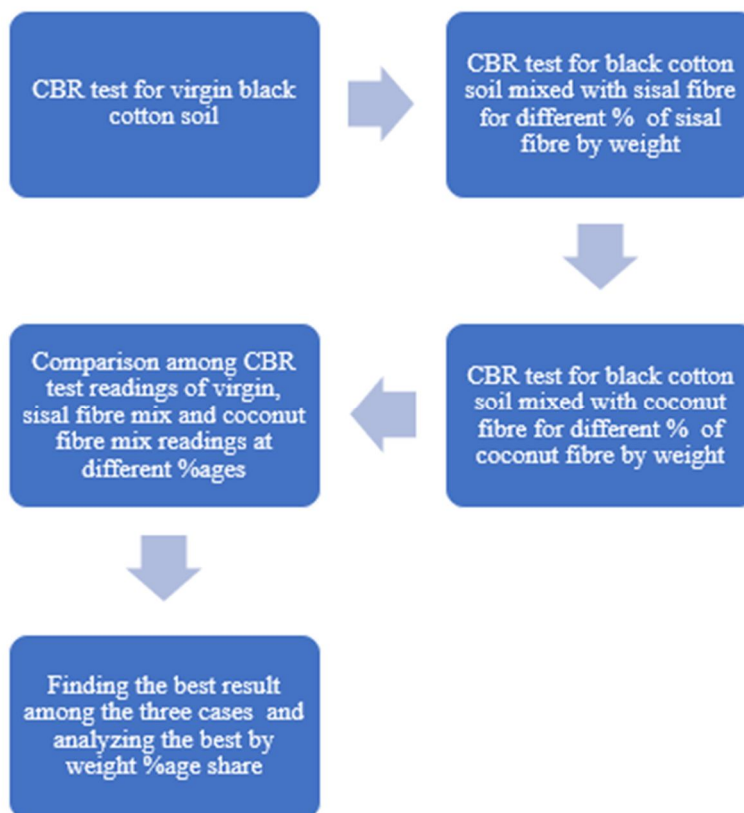 CBR test for virgin black
cotton soil
CBR test for black cotton
soil mixed with sisal fibre
for different % of sisal
fibre by weight
CBR test for black cotton
soil mixed with coconut
fibre for different % of
coconut fibre by weight
Comparison among CBR
test readings of virgin,
sisal fibre mix and coconut
fibre mix readings at
different %ages
Finding the best result
among the three cases and
analyzing the best by
weight %age share